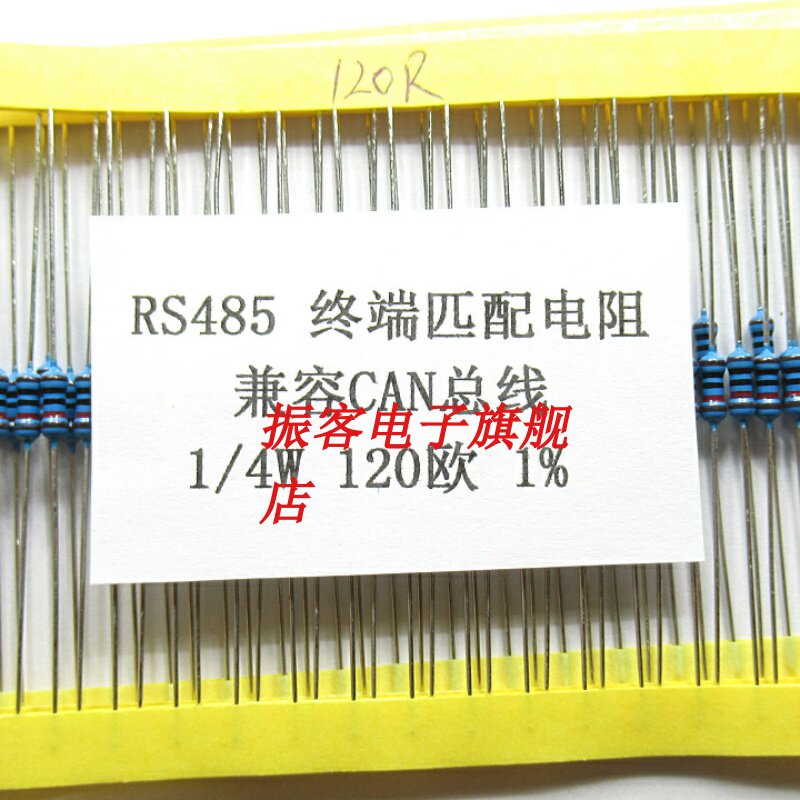 120R
RS485 终端匹配电阻
兼容CAN总线
振客电子旗舰
1/4W 120欧 1%
店